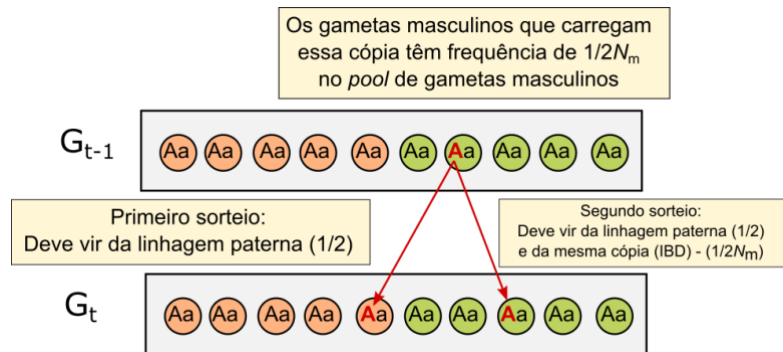 Os gametas masculinos que carregam
essa cópia têm frequência de 1/2Nm
no pool de gametas masculinos
Gt-1
Aa Aa Aa Aa Aa Aa Aa Aa Aa Aa
Primeiro sorteio:
Deve vir da linhagem paterna (1/2)
Segundo sorteio:
Deve vir da linhagem paterna (1/2)
e da mesma cópia (IBD) - (1/2Nm)
Gt
Aa Aa Aa Aa Aa Aa Aa Aa Aa Aa